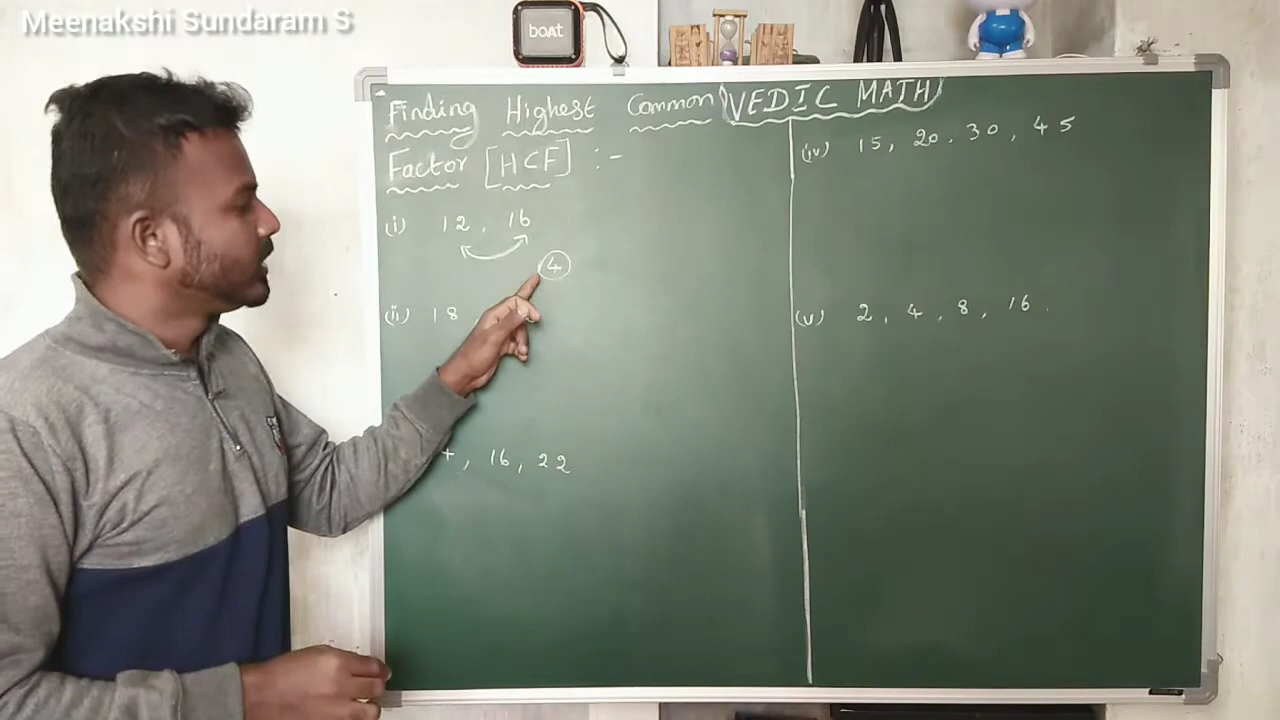 Meenakshi Sundaram S
boAt
VEDIC MATH
Finding Highest Common
Factor [HCF] :-
(i) 12, 16
4
(ii) 18
16, 22
(iv) 15, 20, 30, 45
(v) 2, 4, 8, 16.